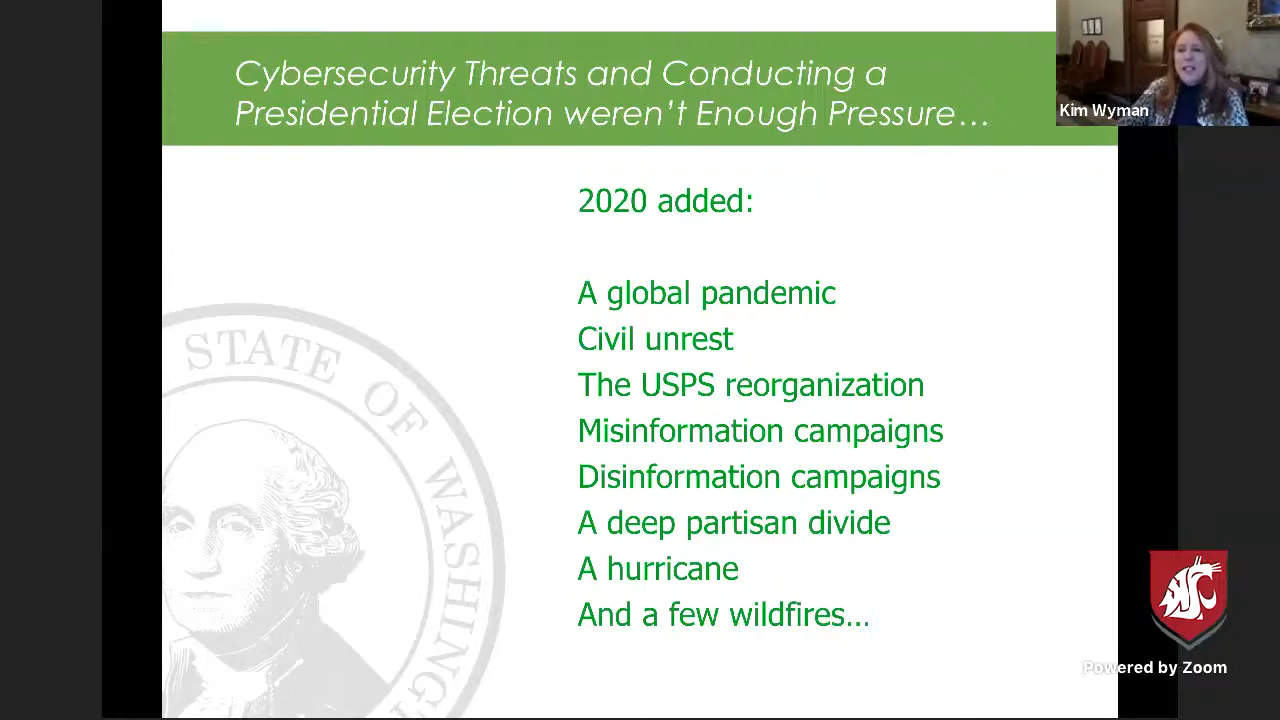 Cybersecurity Threats and Conducting a
Presidential Election weren't Enough Pressure…
Kim Wyman
2020 added:
A global pandemic
Civil unrest
The USPS reorganization
Misinformation campaigns
Disinformation campaigns
A deep partisan divide
A hurricane
And a few wildfires…
STATE OF WASHINGT
Powered by Zoom